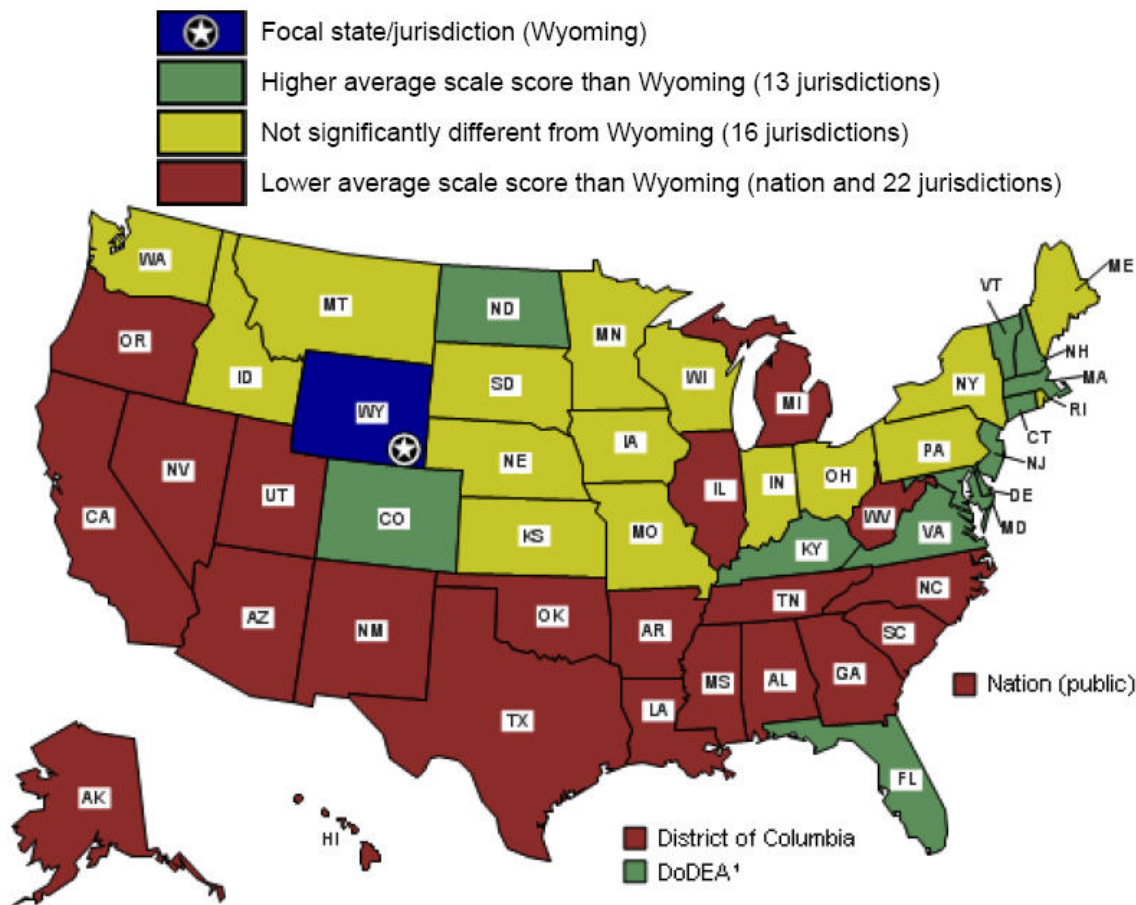 Focal state/jurisdiction (Wyoming)
Higher average scale score than Wyoming (13 jurisdictions)
Not significantly different from Wyoming (16 jurisdictions)
Lower average scale score than Wyoming (nation and 22 jurisdictions)
WA
MT
ND
MN
VT
ME
OR
ID
WY
SD
WI
MI
NY
NH
MA
RI
CT
NV
UT
CO
NE
IA
IL
IN
OH
PA
NJ
DE
MD
CA
KS
MO
KY
WV
VA
AZ
NM
OK
AR
TN
NC
SC
TX
LA
MS
AL
GA
Nation (public)
AK
HI
FL
District of Columbia
DoDEA¹